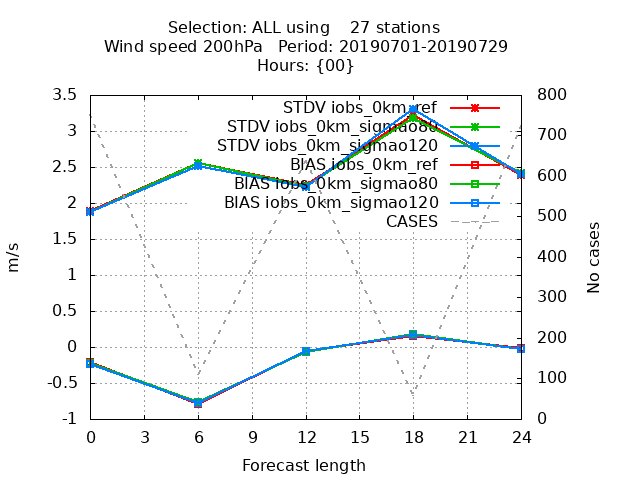 Selection: ALL using 27 stations
Wind speed 200hPa Period: 20190701-20190729
Hours: {00}
3.5
3
2.5
2
1.5
1
0.5
0
-0.5
-1
m/s
STDV iobs_0km_ref
STDV iobs_0km_sigmao80
STDV iobs_0km_sigmao120
BIAS iobs_0km_ref
BIAS iobs_0km_sigmao80
BIAS iobs_0km_sigmao120
CASES
800
700
600
500
400
300
200
100
0
No cases
0 3 6 9 12 15 18 21 24
Forecast length